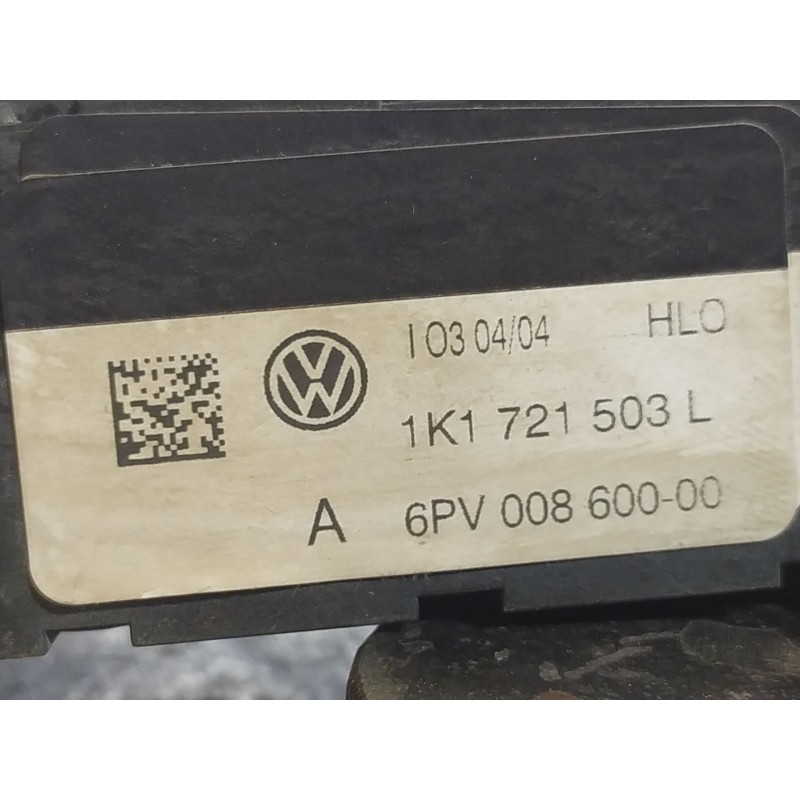 I 03 04/04 HLO
1K1 721 503 L
A 6PV 008 600-00